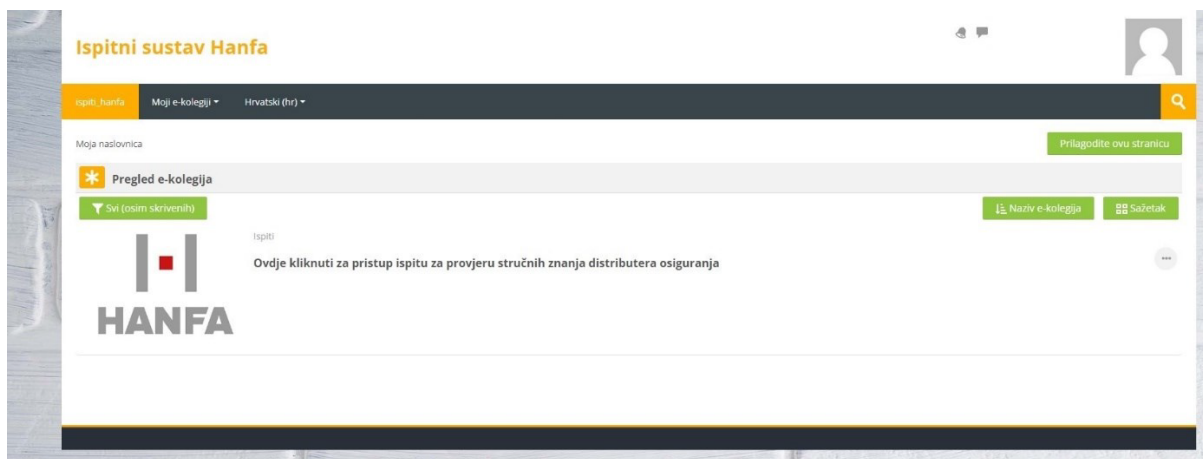 Ispitni sustav Hanfa
ispiti_hanfa Moji e-kolegiji Hrvatski (hr)
Moja naslovnica Prilagodite ovu stranicu
Pregled e-kolegija
Svi (osim skrivenih) Naziv e-kolegija Sažetak
Ispiti
Ovdje kliknuti za pristup ispitu za provjeru stručnih znanja distributera osiguranja
HANFA